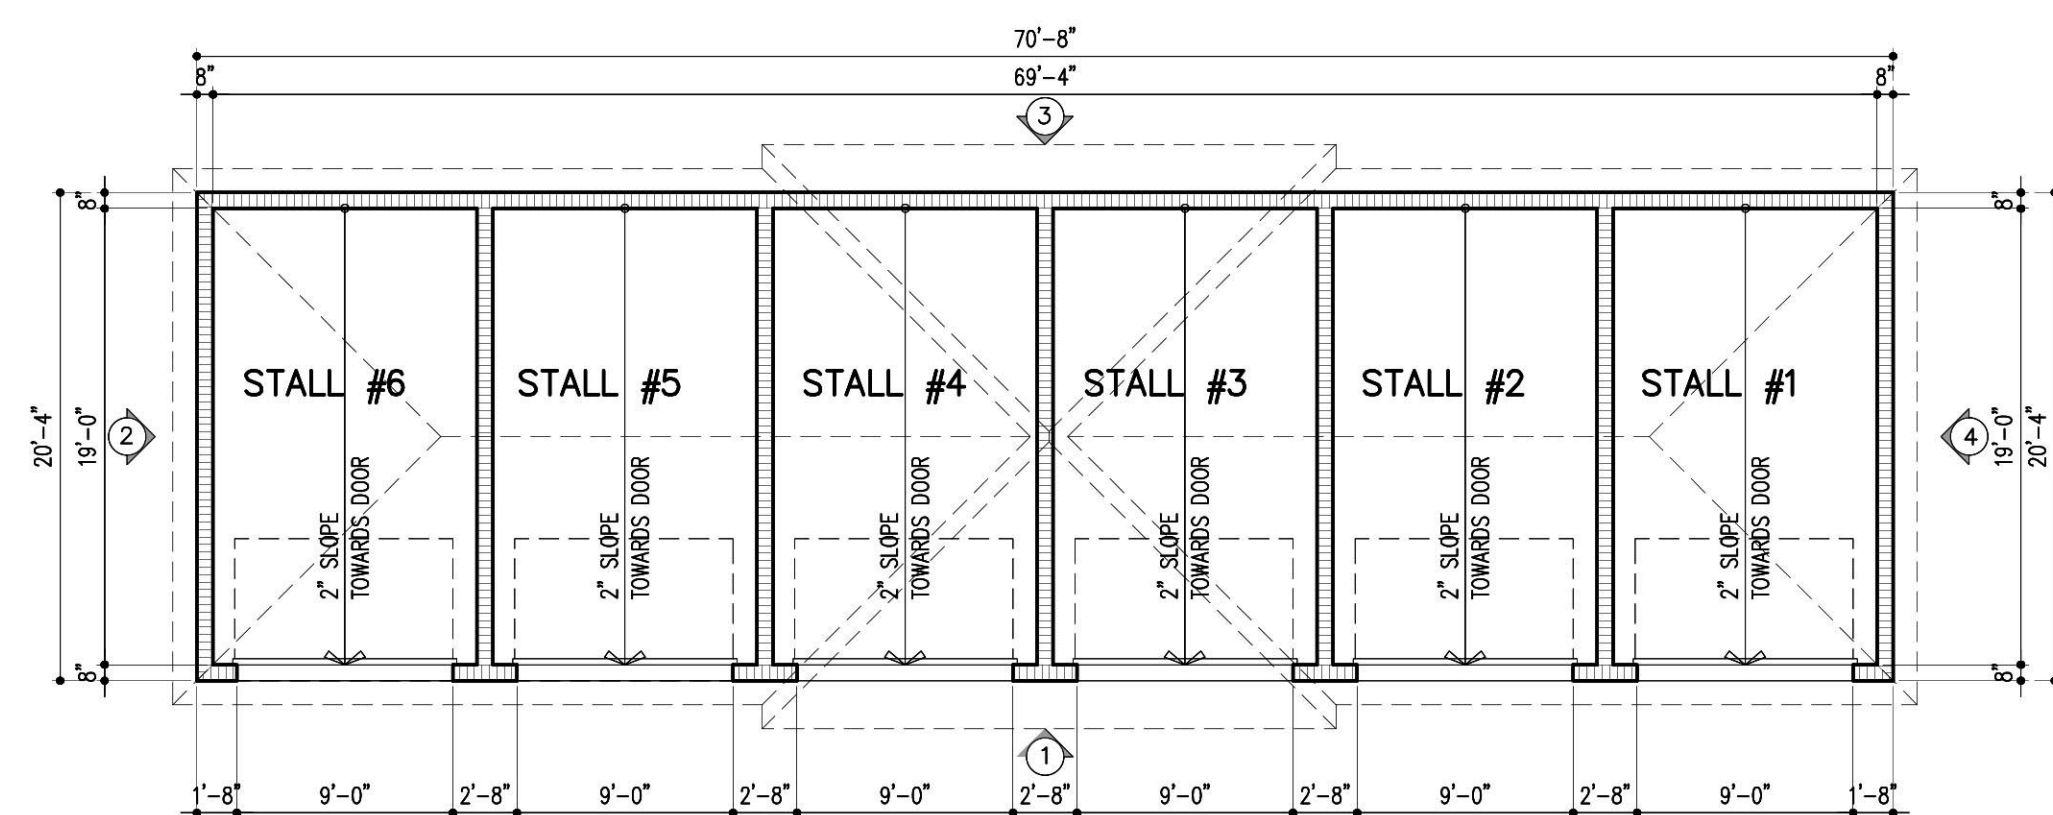 70'-8"
8" 69'-4" 8"
3
8" 8"
STALL #6 STALL #5 STALL #4 STALL #3 STALL #2 STALL #1
20'-4" 19'-0" 2 4 19'-0" 20'-4"
2" SLOPE TOWARDS DOOR
2" SLOPE TOWARDS DOOR
2" SLOPE TOWARDS DOOR
2" SLOPE TOWARDS DOOR
2" SLOPE TOWARDS DOOR
2" SLOPE TOWARDS DOOR
8" 8"
1
1'-8" 9'-0" 2'-8" 9'-0" 2'-8" 9'-0" 2'-8" 9'-0" 2'-8" 9'-0" 2'-8" 9'-0" 1'-8"